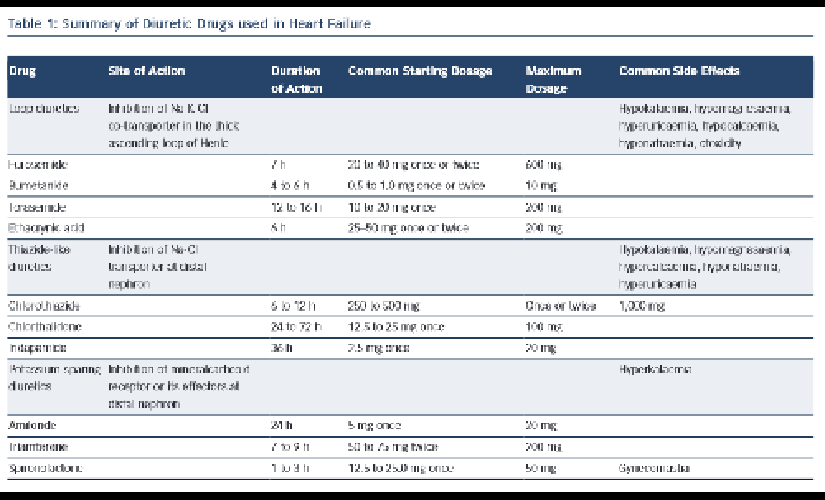 Table 1: Summary of Diuretic Drugs used in Heart Failure
Drug Site of Action Duration of Action Common Starting Dosage Maximum Dosage Common Side Effects
Loop diuretics Inhibition of Na-K-Cl Hypokalaemia, hypomagnesaemia,
co-transporter in the thick hyperuricaemia, hypocalcaemia,
ascending loop of Henle hyponatraemia, ototoxicity
Furosemide 7 h 20 to 40 mg once or twice 600 mg
Bumetanide 4 to 6 h 0.5 to 1.0 mg once or twice 10 mg
Torasemide 12 to 16 h 10 to 20 mg once 200 mg
Ethacrynic acid 6 h 25–50 mg once or twice 200 mg
Thiazide-like Inhibition of Na-Cl Hypokalaemia, hypomagnesaemia,
diuretics transporter at distal hypercalcaemia, hyponatraemia,
nephron hyperuricaemia
Chlorothiazide 6 to 12 h 250 to 500 mg Once or twice 1,000 mg
Chlorthalidone 24 to 72 h 12.5 to 25 mg once 100 mg
Indapamide 36 h 2.5 mg once 20 mg
Potassium sparing Inhibition of mineralcorticoid Hyperkalaemia
diuretics receptor or its effectors at
distal nephron
Amiloride 24 h 5 mg once 20 mg
Triamterene 7 to 9 h 50 to 75 mg twice 200 mg
Spironolactone 1 to 3 h 12.5 to 25.0 mg once 50 mg Gynecomastia